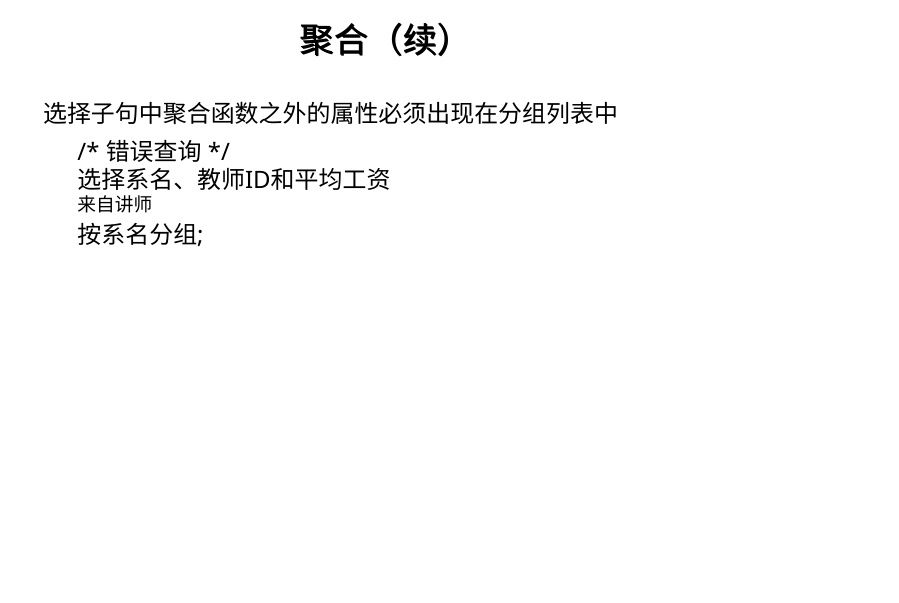 聚合（续）
选择子句中聚合函数之外的属性必须出现在分组列表中
/* 错误查询 */
选择系名、教师ID和平均工资
来自讲师
按系名分组;